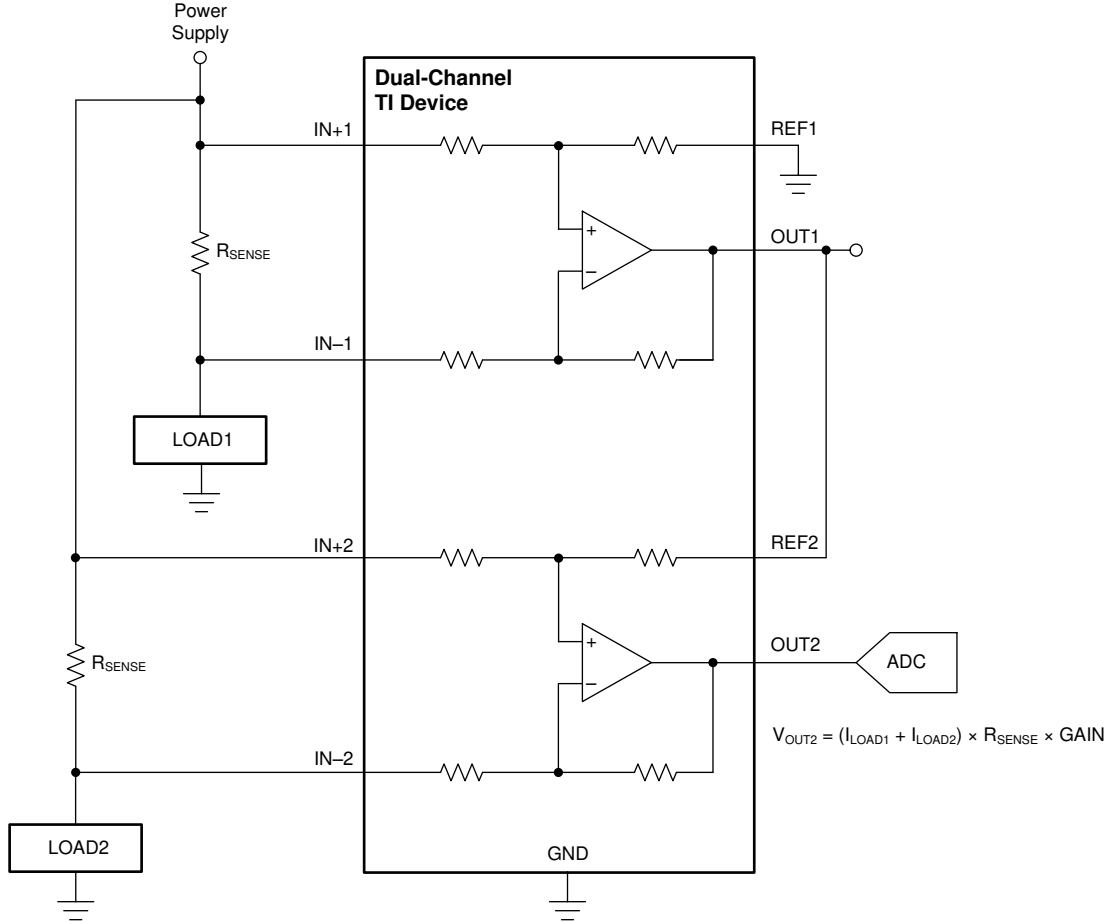 Power
Supply
Dual-Channel
TI Device
IN+1
REF1
+
OUT1
RSENSE
–
IN–1
LOAD1
IN+2
REF2
+
OUT2
RSENSE
ADC
–
VOUT2 = (ILOAD1 + ILOAD2) × RSENSE × GAIN
IN–2
LOAD2
GND